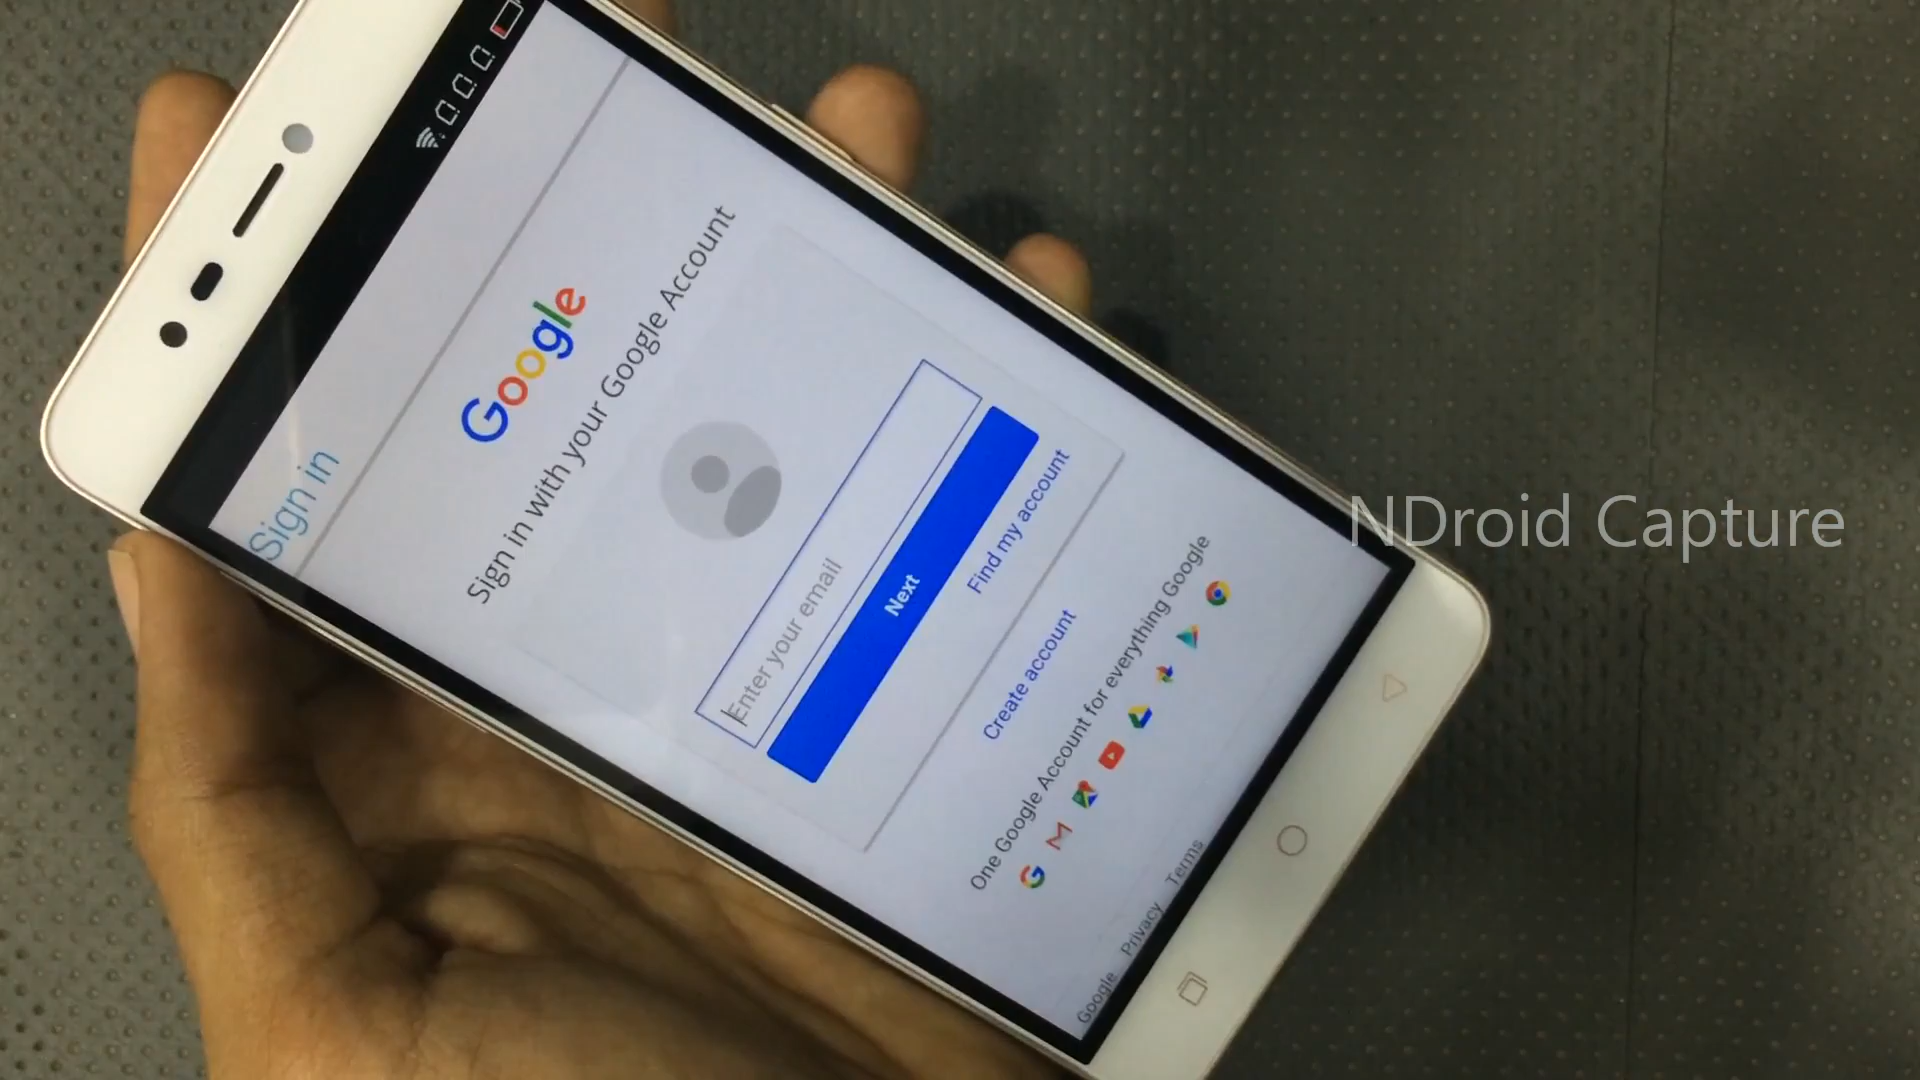 Sign in
Google
Sign in with your Google Account
Enter your email
Next
Find my account
Create account
One Google Account for everything Google
Google Privacy Terms
NDroid Capture